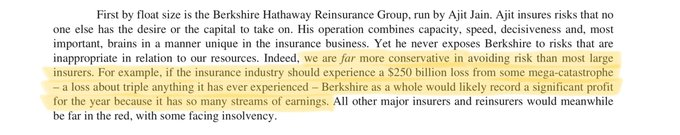 First by float size is the Berkshire Hathaway Reinsurance Group, run by Ajit Jain. Ajit insures risks that no
one else has the desire or the capital to take on. His operation combines capacity, speed, decisiveness and, most
important, brains in a manner unique in the insurance business. Yet he never exposes Berkshire to risks that are
inappropriate in relation to our resources. Indeed, we are far more conservative in avoiding risk than most large
insurers. For example, if the insurance industry should experience a $250 billion loss from some mega-catastrophe
– a loss about triple anything it has ever experienced – Berkshire as a whole would likely record a significant profit
for the year because it has so many streams of earnings. All other major insurers and reinsurers would meanwhile
be far in the red, with some facing insolvency.